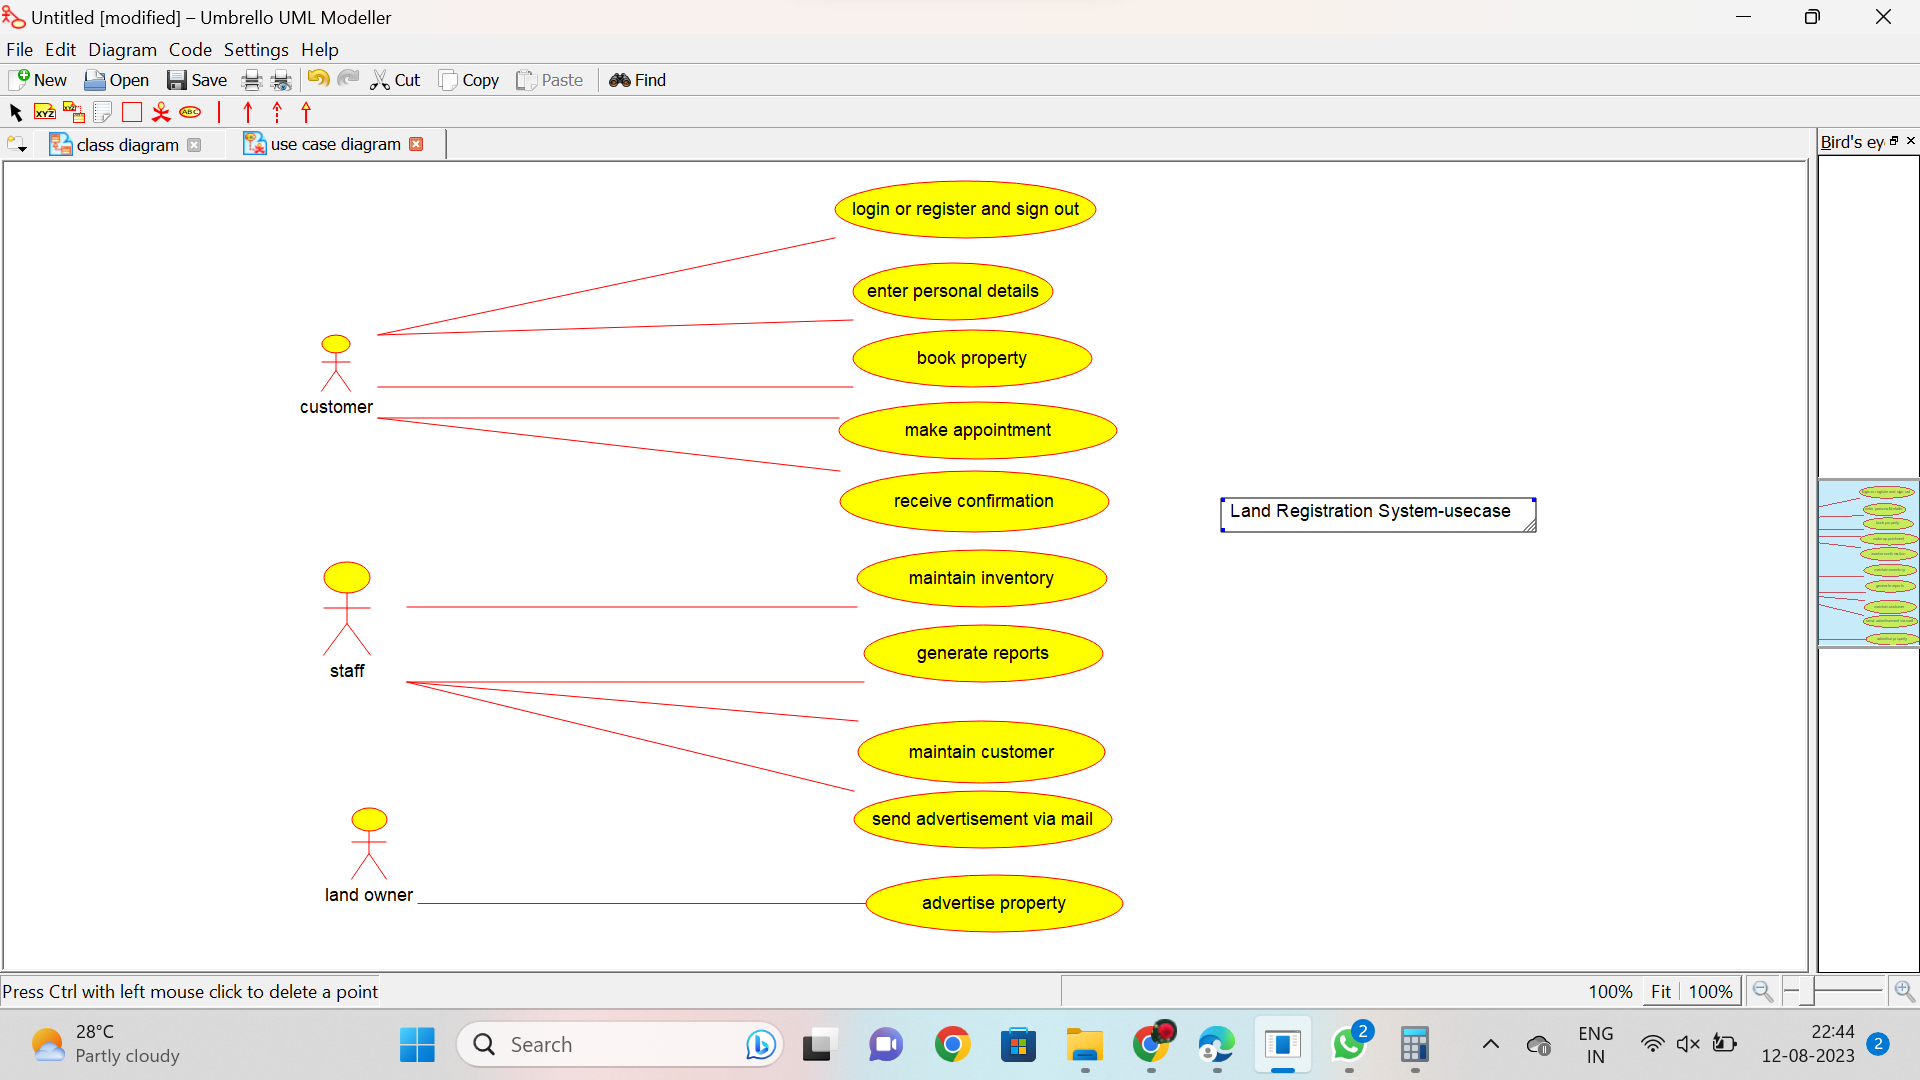 Untitled [modified] – Umbrello UML Modeller
File Edit Diagram Code Settings Help
New Open Save Cut Copy Paste Find
XYZ XYZ ABC
class diagram use case diagram
Bird's ey
login or register and sign out
enter personal details
book property
customer
make appointment
receive confirmation
Land Registration System-usecase
maintain inventory
staff
generate reports
maintain customer
send advertisement via mail
land owner
advertise property
Press Ctrl with left mouse click to delete a point
100% Fit 100%
28°C
Partly cloudy
Search
2
ENG
IN
22:44
12-08-2023
2